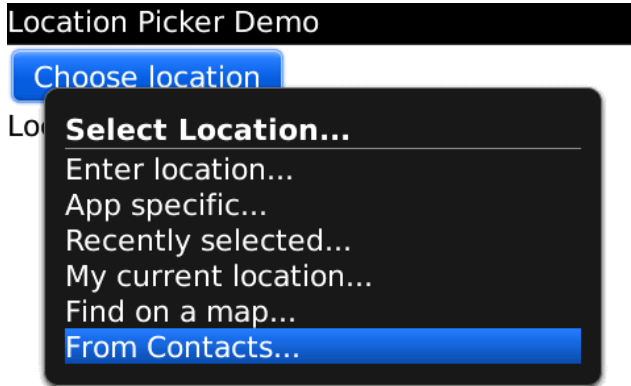 Location Picker Demo
Choose location
Lo
Select Location...
Enter location...
App specific...
Recently selected...
My current location...
Find on a map...
From Contacts...